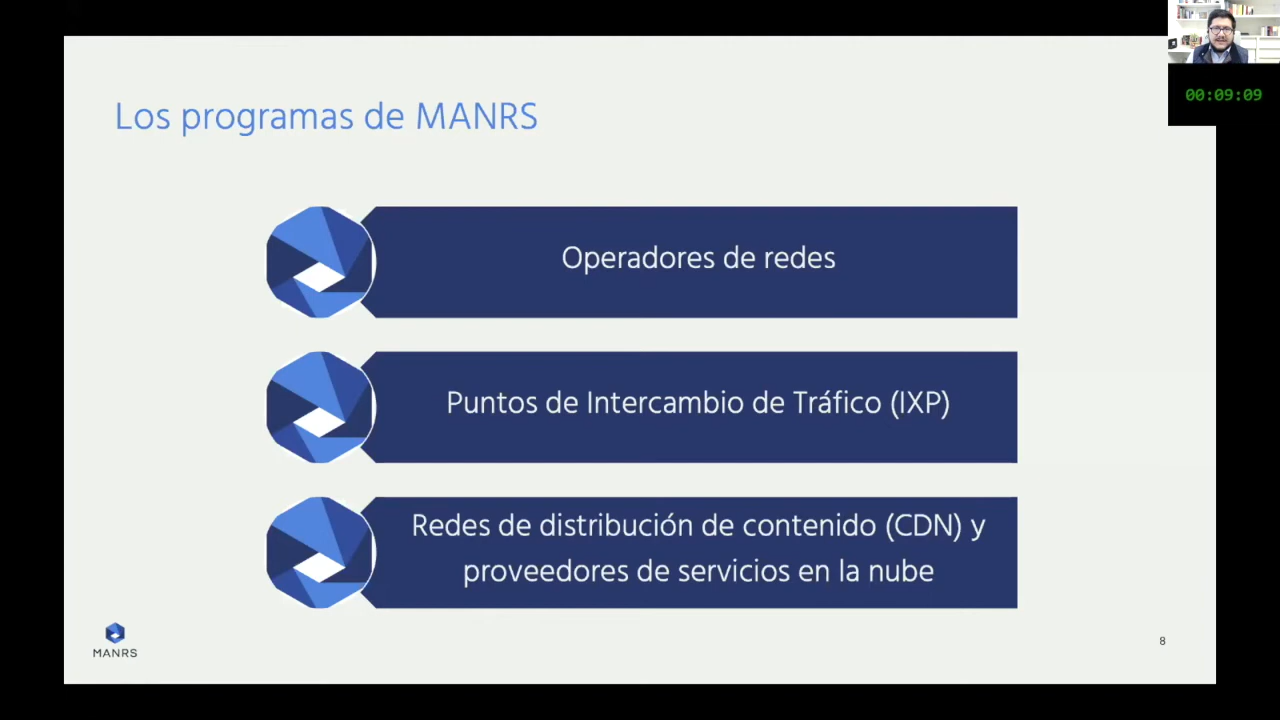 00:09:09
Los programas de MANRS
Operadores de redes
Puntos de Intercambio de Tráfico (IXP)
Redes de distribución de contenido (CDN) y
proveedores de servicios en la nube
MANRS
8